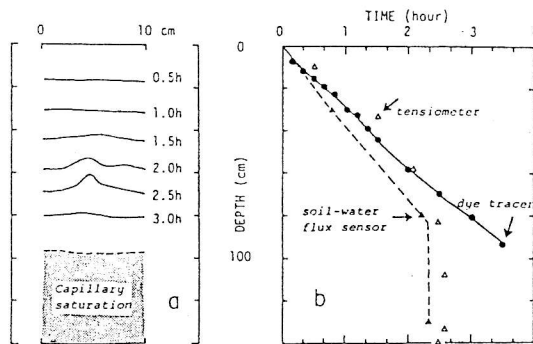 0 10 cm
0.5h
1.0h
1.5h
2.0h
2.5h
3.0h
Capillary
saturation
a
TIME (hour)
0 1 2 3
0
100
DEPTH (cm)
tensiometer
soil-water
flux sensor
dye tracer
b